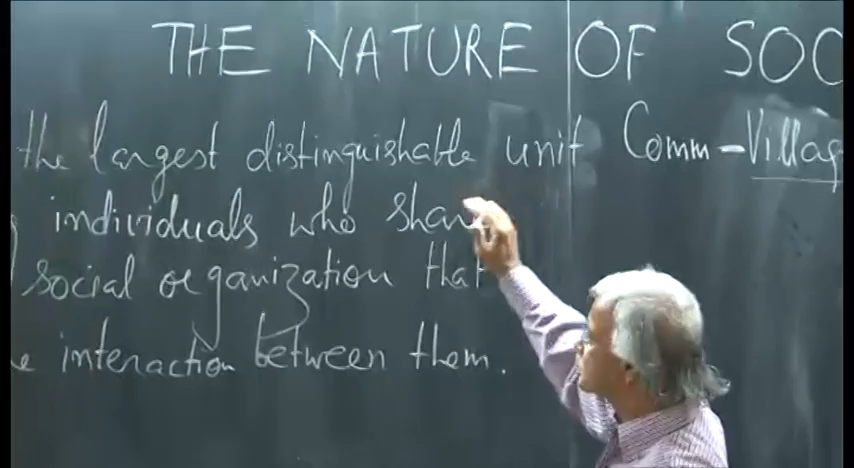 THE NATURE OF SOC
the largest distinguishable unit Comm - Villag
individuals who shar
social organization that
interaction between them.